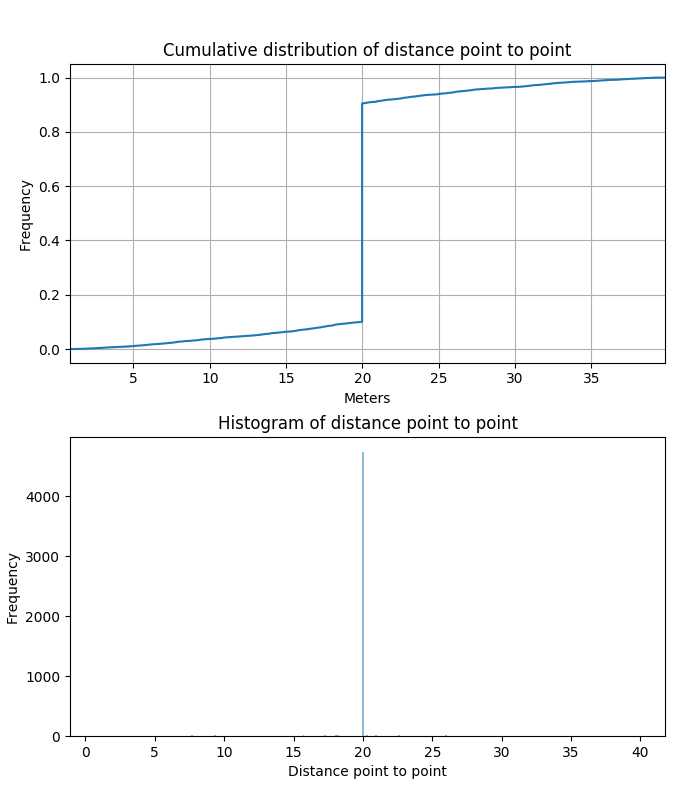 Cumulative distribution of distance point to point
1.0
0.8
0.6
0.4
0.2
0.0
Frequency
5 10 15 20 25 30 35
Meters
Histogram of distance point to point
4000
3000
2000
1000
0
Frequency
0 5 10 15 20 25 30 35 40
Distance point to point